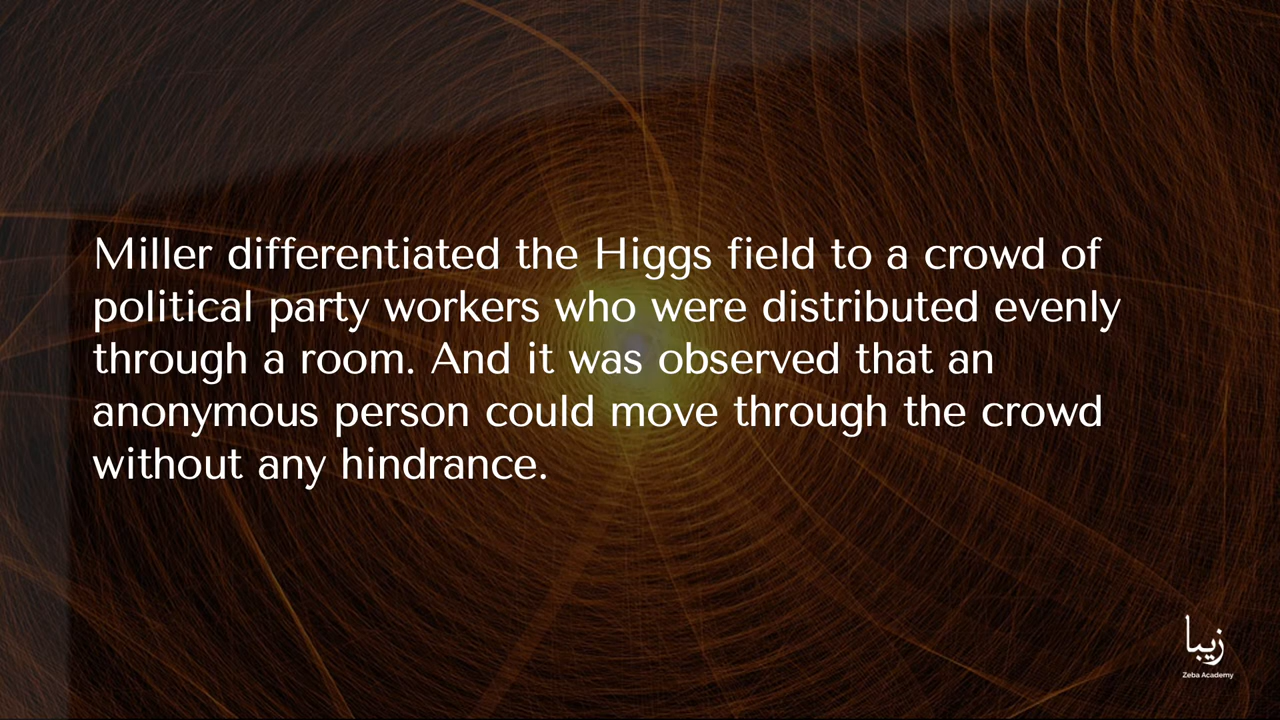 Miller differentiated the Higgs field to a crowd of
political party workers who were distributed evenly
through a room. And it was observed that an
anonymous person could move through the crowd
without any hindrance.
زیبا
Zeba Academy